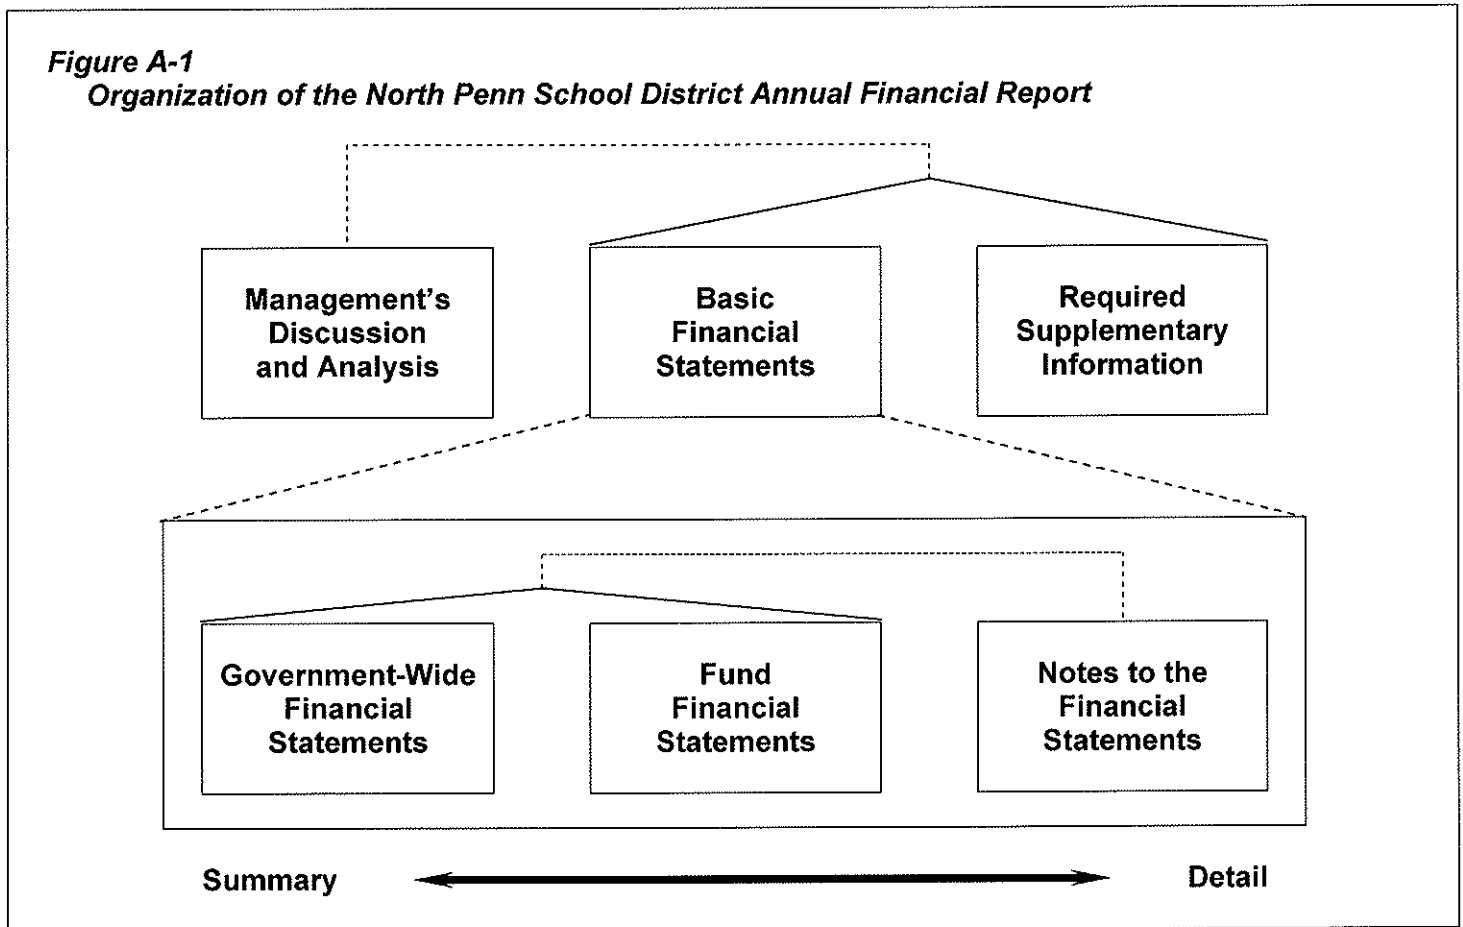 Figure A-1
Organization of the North Penn School District Annual Financial Report
Management's
Discussion
and Analysis
Basic
Financial
Statements
Required
Supplementary
Information
Government-Wide
Financial
Statements
Fund
Financial
Statements
Notes to the
Financial
Statements
Summary
Detail